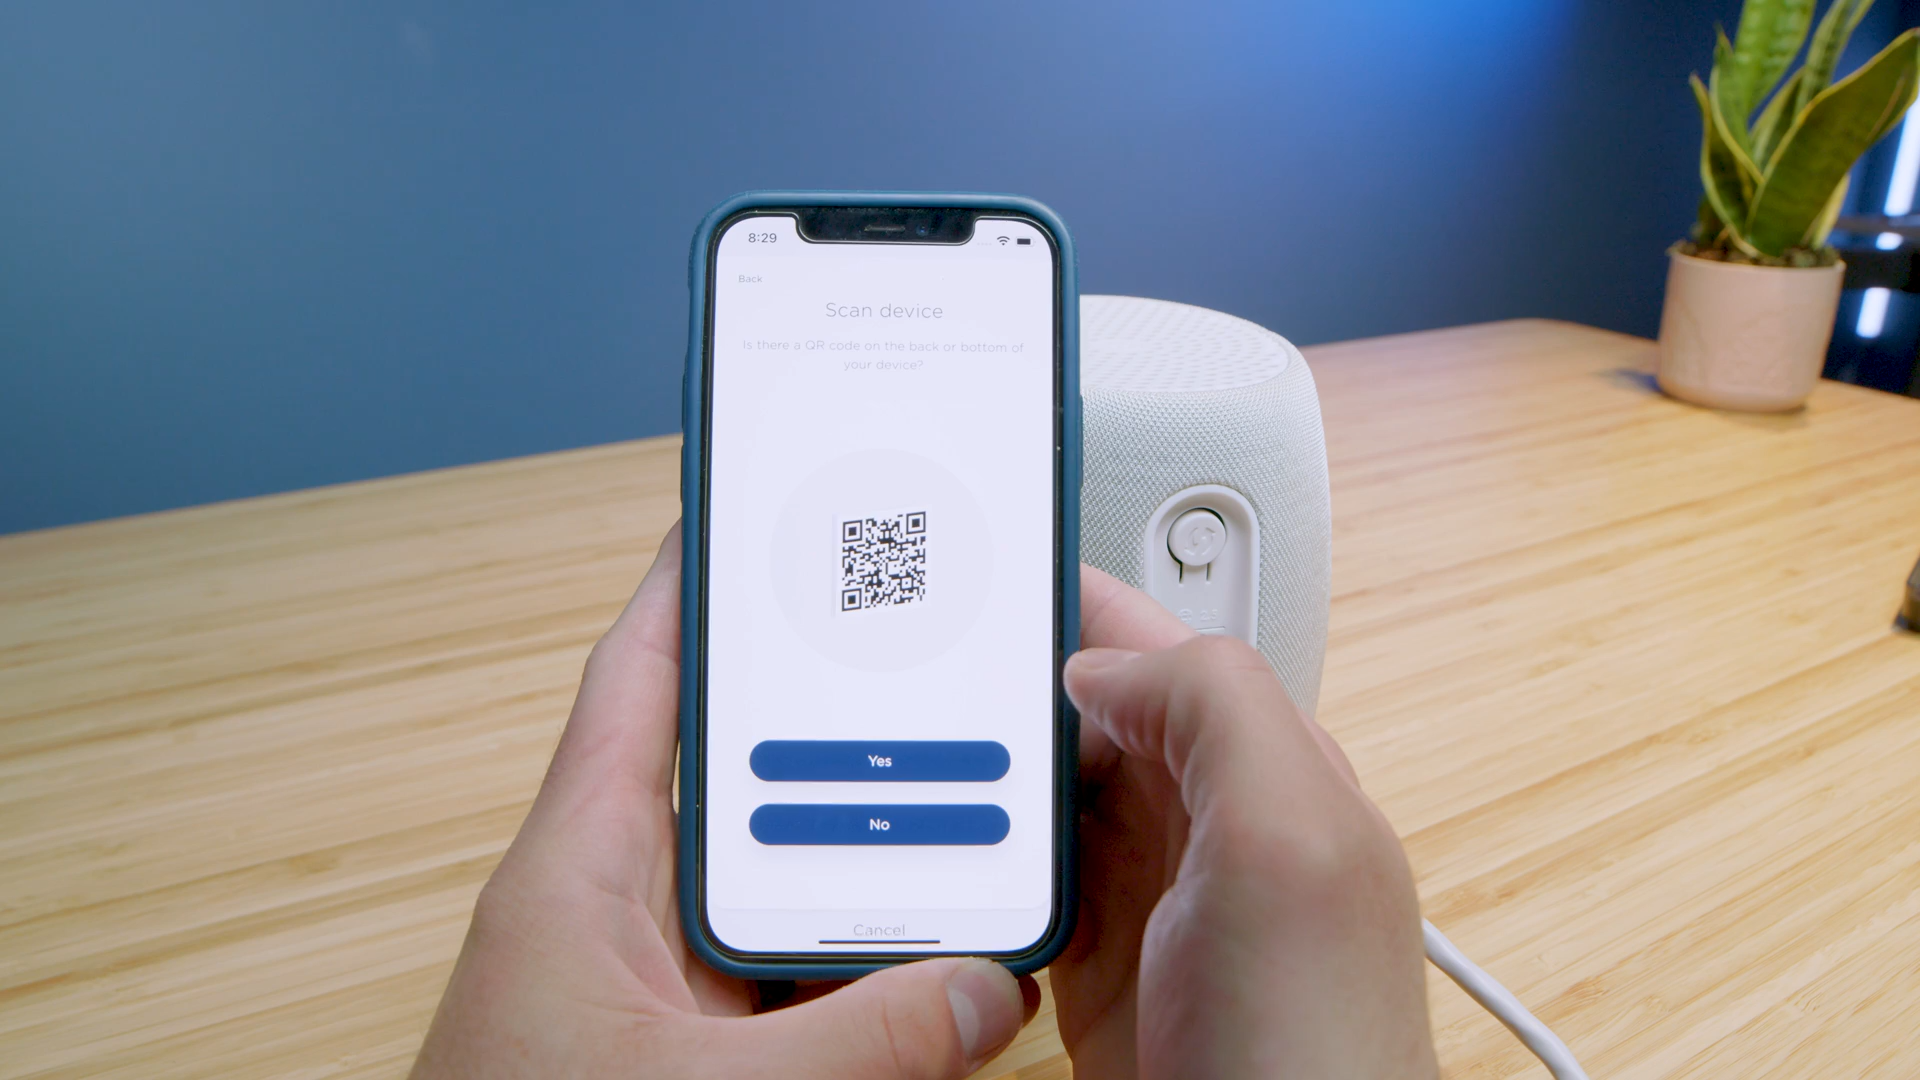 8:29
Back
Scan device
Is there a QR code on the back or bottom of
your device?
Yes
No
Cancel